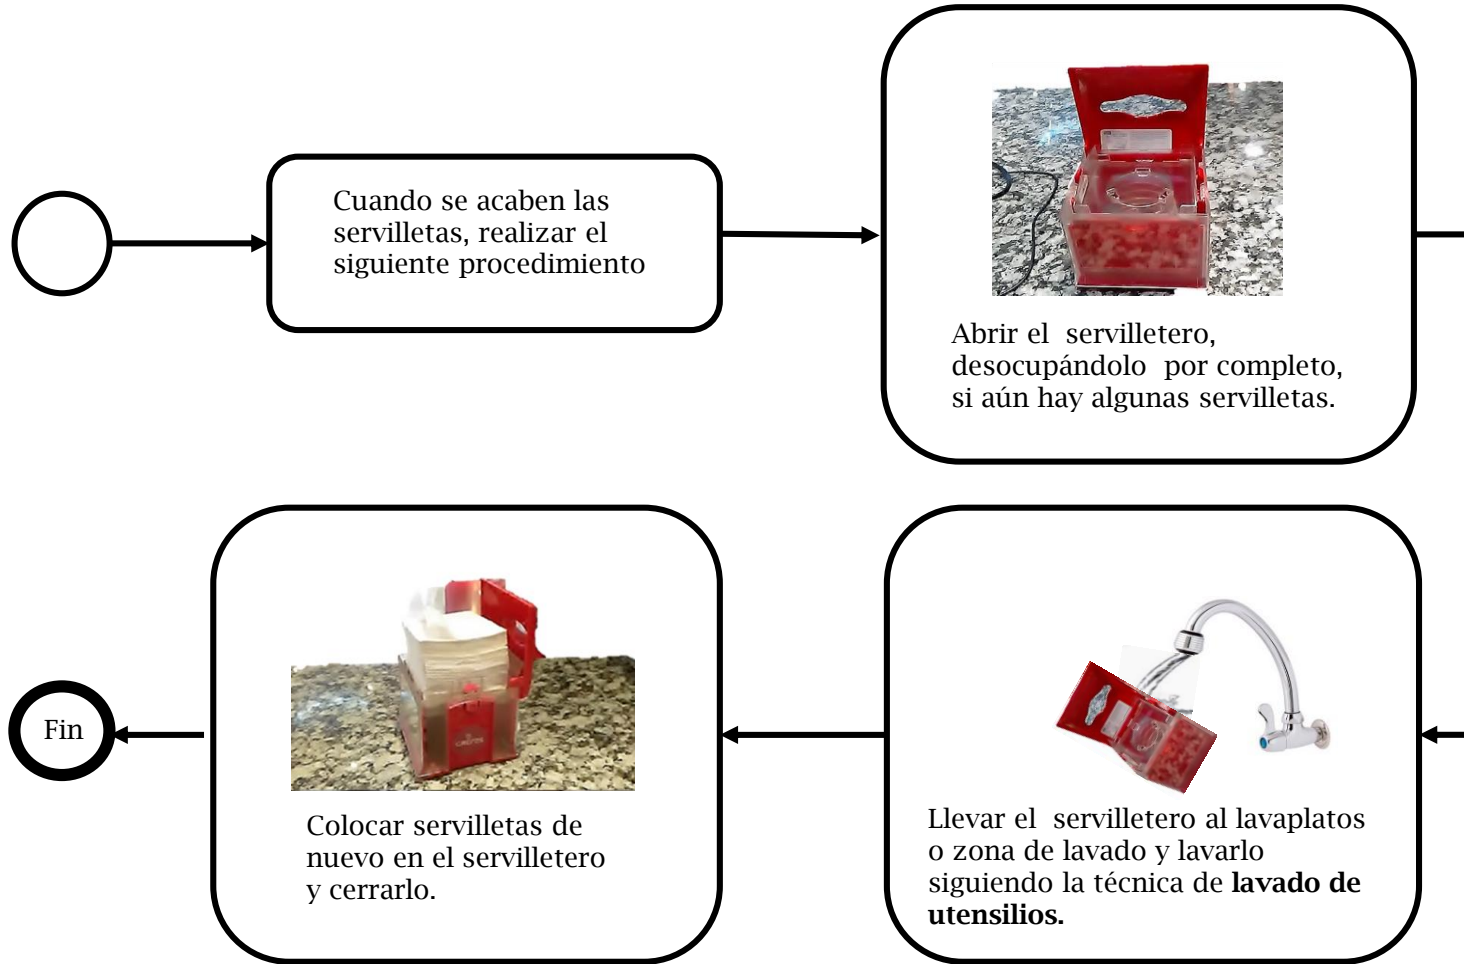 Cuando se acaben las
servilletas, realizar el
siguiente procedimiento
Abrir el  servilletero,
desocupándolo  por completo,
si aún hay algunas servilletas.
Llevar el  servilletero al lavaplatos
o zona de lavado y lavarlo
siguiendo la técnica de lavado de
utensilios.
Colocar servilletas de
nuevo en el servilletero
y cerrarlo.
Fin